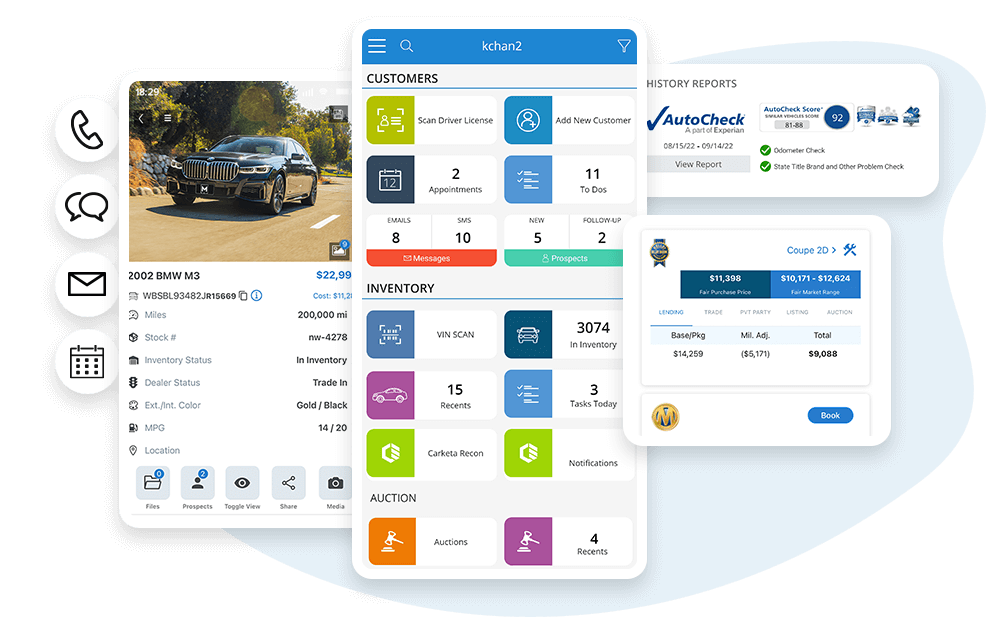 18:29
2002 BMW M3
$22,99
WBSBL93482JR15669
Cost: $11,28
Miles
200,000 mi
Stock #
nw-4278
Inventory Status
In Inventory
Dealer Status
Trade In
Ext./Int. Color
Gold / Black
MPG
14 / 20
Location
9
0
2
Files
Prospects
Toggle View
Share
Media
kchan2
CUSTOMERS
Scan Driver License
Add New Customer
12
2
Appointments
11
To Dos
EMAILS
8
SMS
10
Messages
NEW
5
FOLLOW-UP
2
Prospects
INVENTORY
VIN SCAN
3074
In Inventory
15
Recents
3
Tasks Today
Carketa Recon
Notifications
AUCTION
Auctions
4
Recents
HISTORY REPORTS
AutoCheck
A part of Experian
08/15/22 • 09/14/22
View Report
AutoCheck Score
SIMILAR VEHICLES SCORE
81-88
92
Odometer Check
State Title Brand and Other Problem Check
Coupe 2D
$11,398
Fair Purchase Price
$10,171 - $12,624
Fair Market Range
LENDING
TRADE
PVT PARTY
LISTING
AUCTION
Base/Pkg
Mil. Adj.
Total
$14,259
($5,171)
$9,088
M
Book